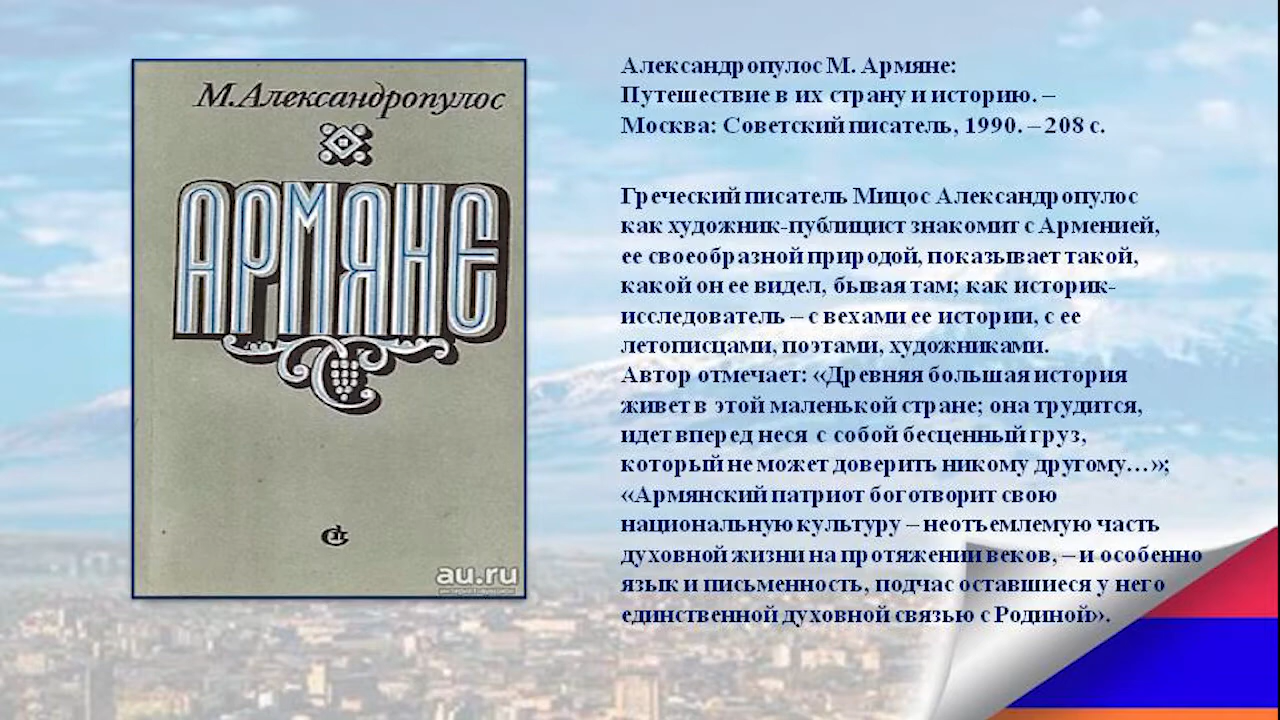 М.Александропулос
АРМЯНЕ
au.ru
Александропулос М. Армяне:
Путешествие в их страну и историю. –
Москва: Советский писатель, 1990. – 208 с.
Греческий писатель Мицос Александропулос
как художник-публицист знакомит с Арменией,
ее своеобразной природой, показывает такой,
какой он ее видел, бывая там; как историк-
исследователь – с вехами ее истории, с ее
летописцами, поэтами, художниками.
Автор отмечает: «Древняя большая история
живет в этой маленькой стране; она трудится,
идет вперед неся с собой бесценный груз,
который не может доверить никому другому…»;
«Армянский патриот боготворит свою
национальную культуру – неотъемлемую часть
духовной жизни на протяжении веков, – и особенно
язык и письменность, подчас оставшиеся у него
единственной духовной связью с Родиной».